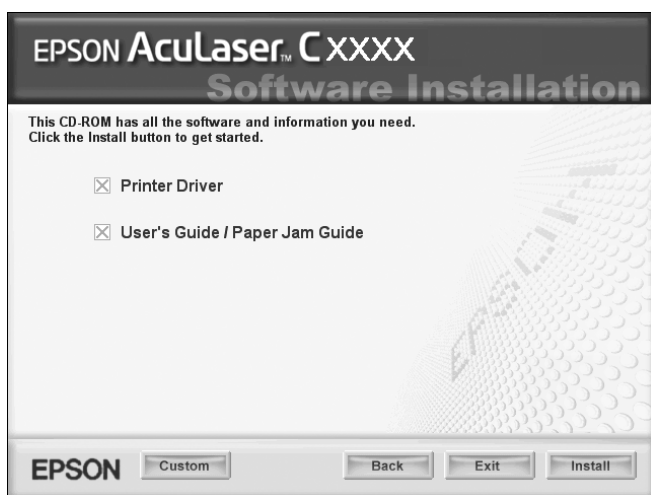 EPSON AcuLaser™ CXXXX
Software Installation
This CD-ROM has all the software and information you need.
Click the Install button to get started.
Printer Driver
User's Guide / Paper Jam Guide
EPSON
EPSON Custom Back Exit Install